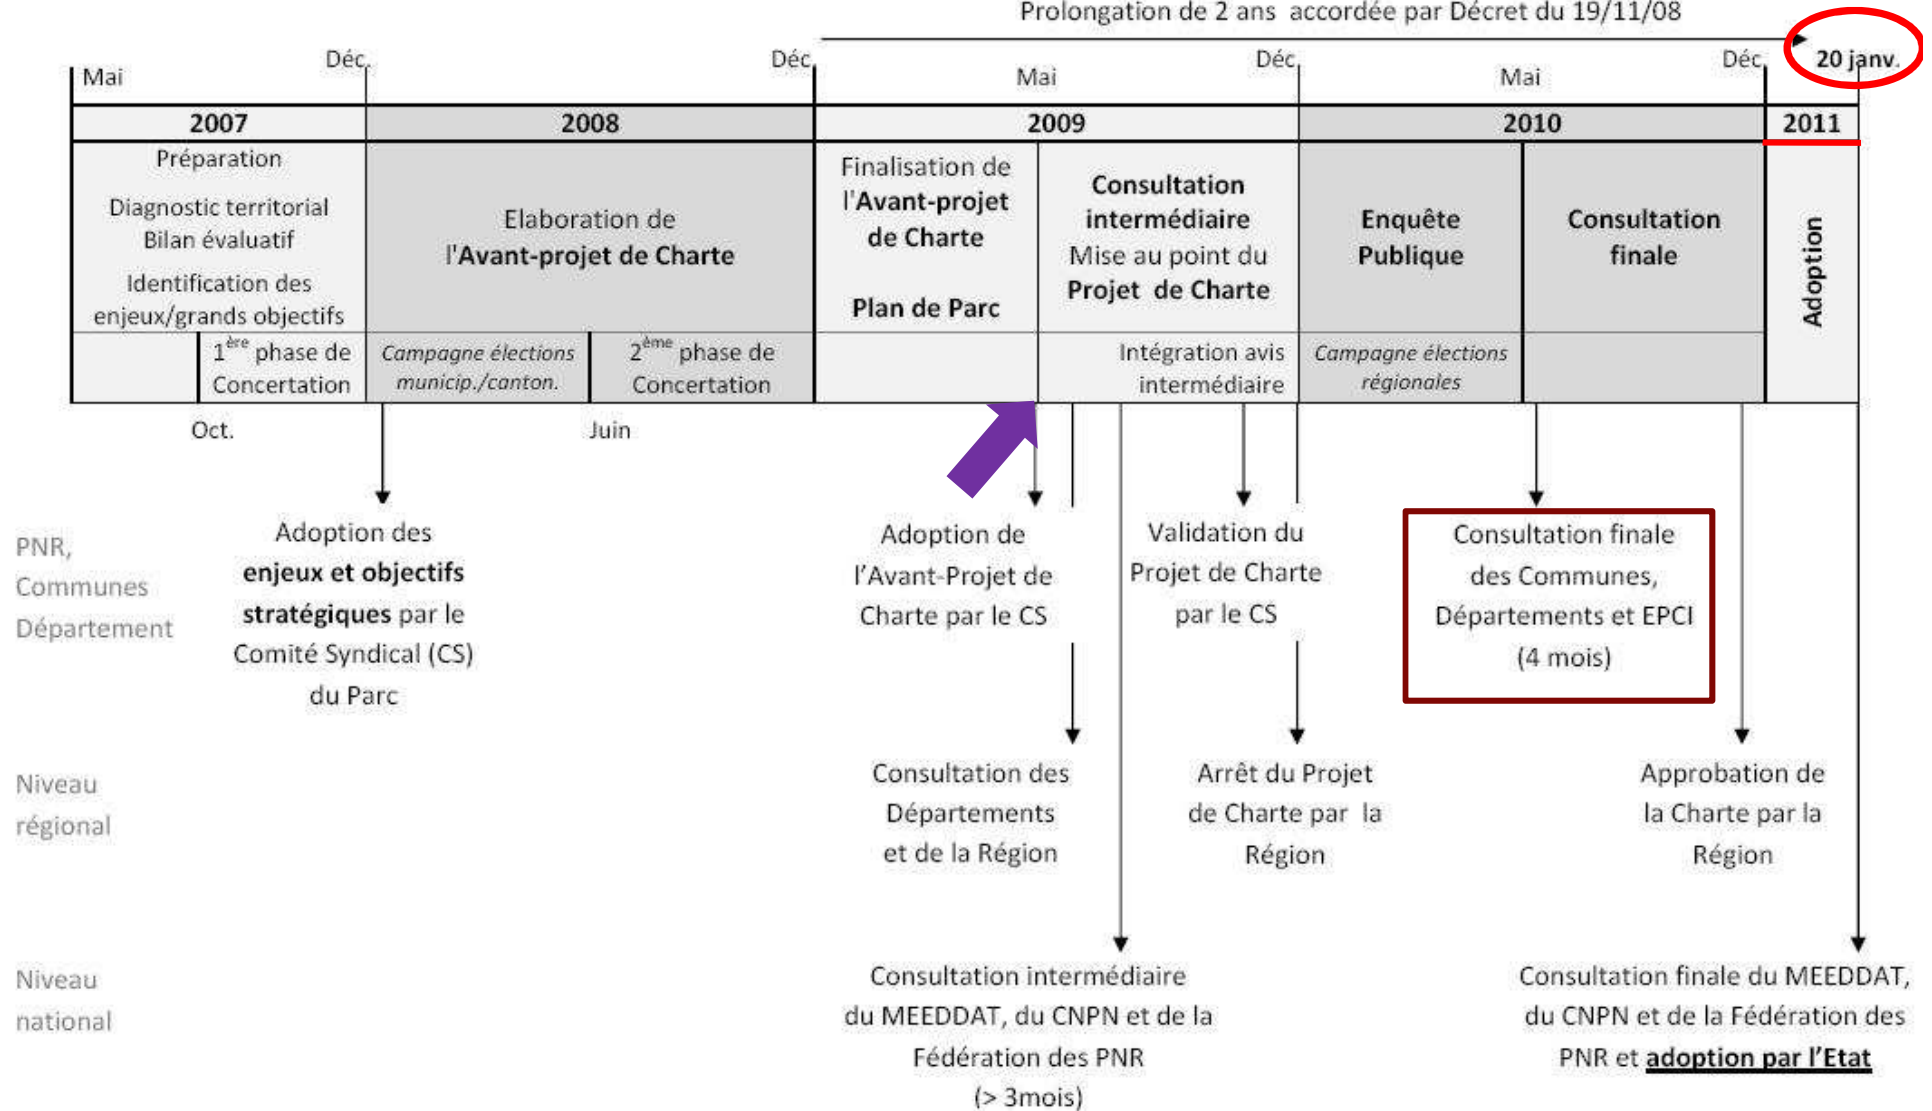 Prolongation de 2 ans accordée par Décret du 19/11/08
Mai
Déc.
Déc.
Mai
Déc.
Mai
Déc.
20 janv.
2007
2008
2009
2010
2011
Préparation
Diagnostic territorial
Bilan évaluatif
Identification des
enjeux/grands objectifs
Elaboration de
l'Avant-projet de Charte
Finalisation de
l'Avant-projet
de Charte
Plan de Parc
Consultation
intermédiaire
Mise au point du
Projet de Charte
Enquête
Publique
Consultation
finale
Adoption
1ère phase de
Concertation
Campagne élections
municip./canton.
2ème phase de
Concertation
Intégration avis
intermédiaire
Campagne élections
régionales
Oct.
Juin
PNR,
Communes
Département
Adoption des
enjeux et objectifs
stratégiques par le
Comité Syndical (CS)
du Parc
Adoption de
l'Avant-Projet de
Charte par le CS
Validation du
Projet de Charte
par le CS
Consultation finale
des Communes,
Départements et EPCI
(4 mois)
Niveau
régional
Consultation des
Départements
et de la Région
Arrêt du Projet
de Charte par la
Région
Approbation de
la Charte par la
Région
Niveau
national
Consultation intermédiaire
du MEEDDAT, du CNPN et de la
Fédération des PNR
(> 3mois)
Consultation finale du MEEDDAT,
du CNPN et de la Fédération des
PNR et adoption par l'Etat